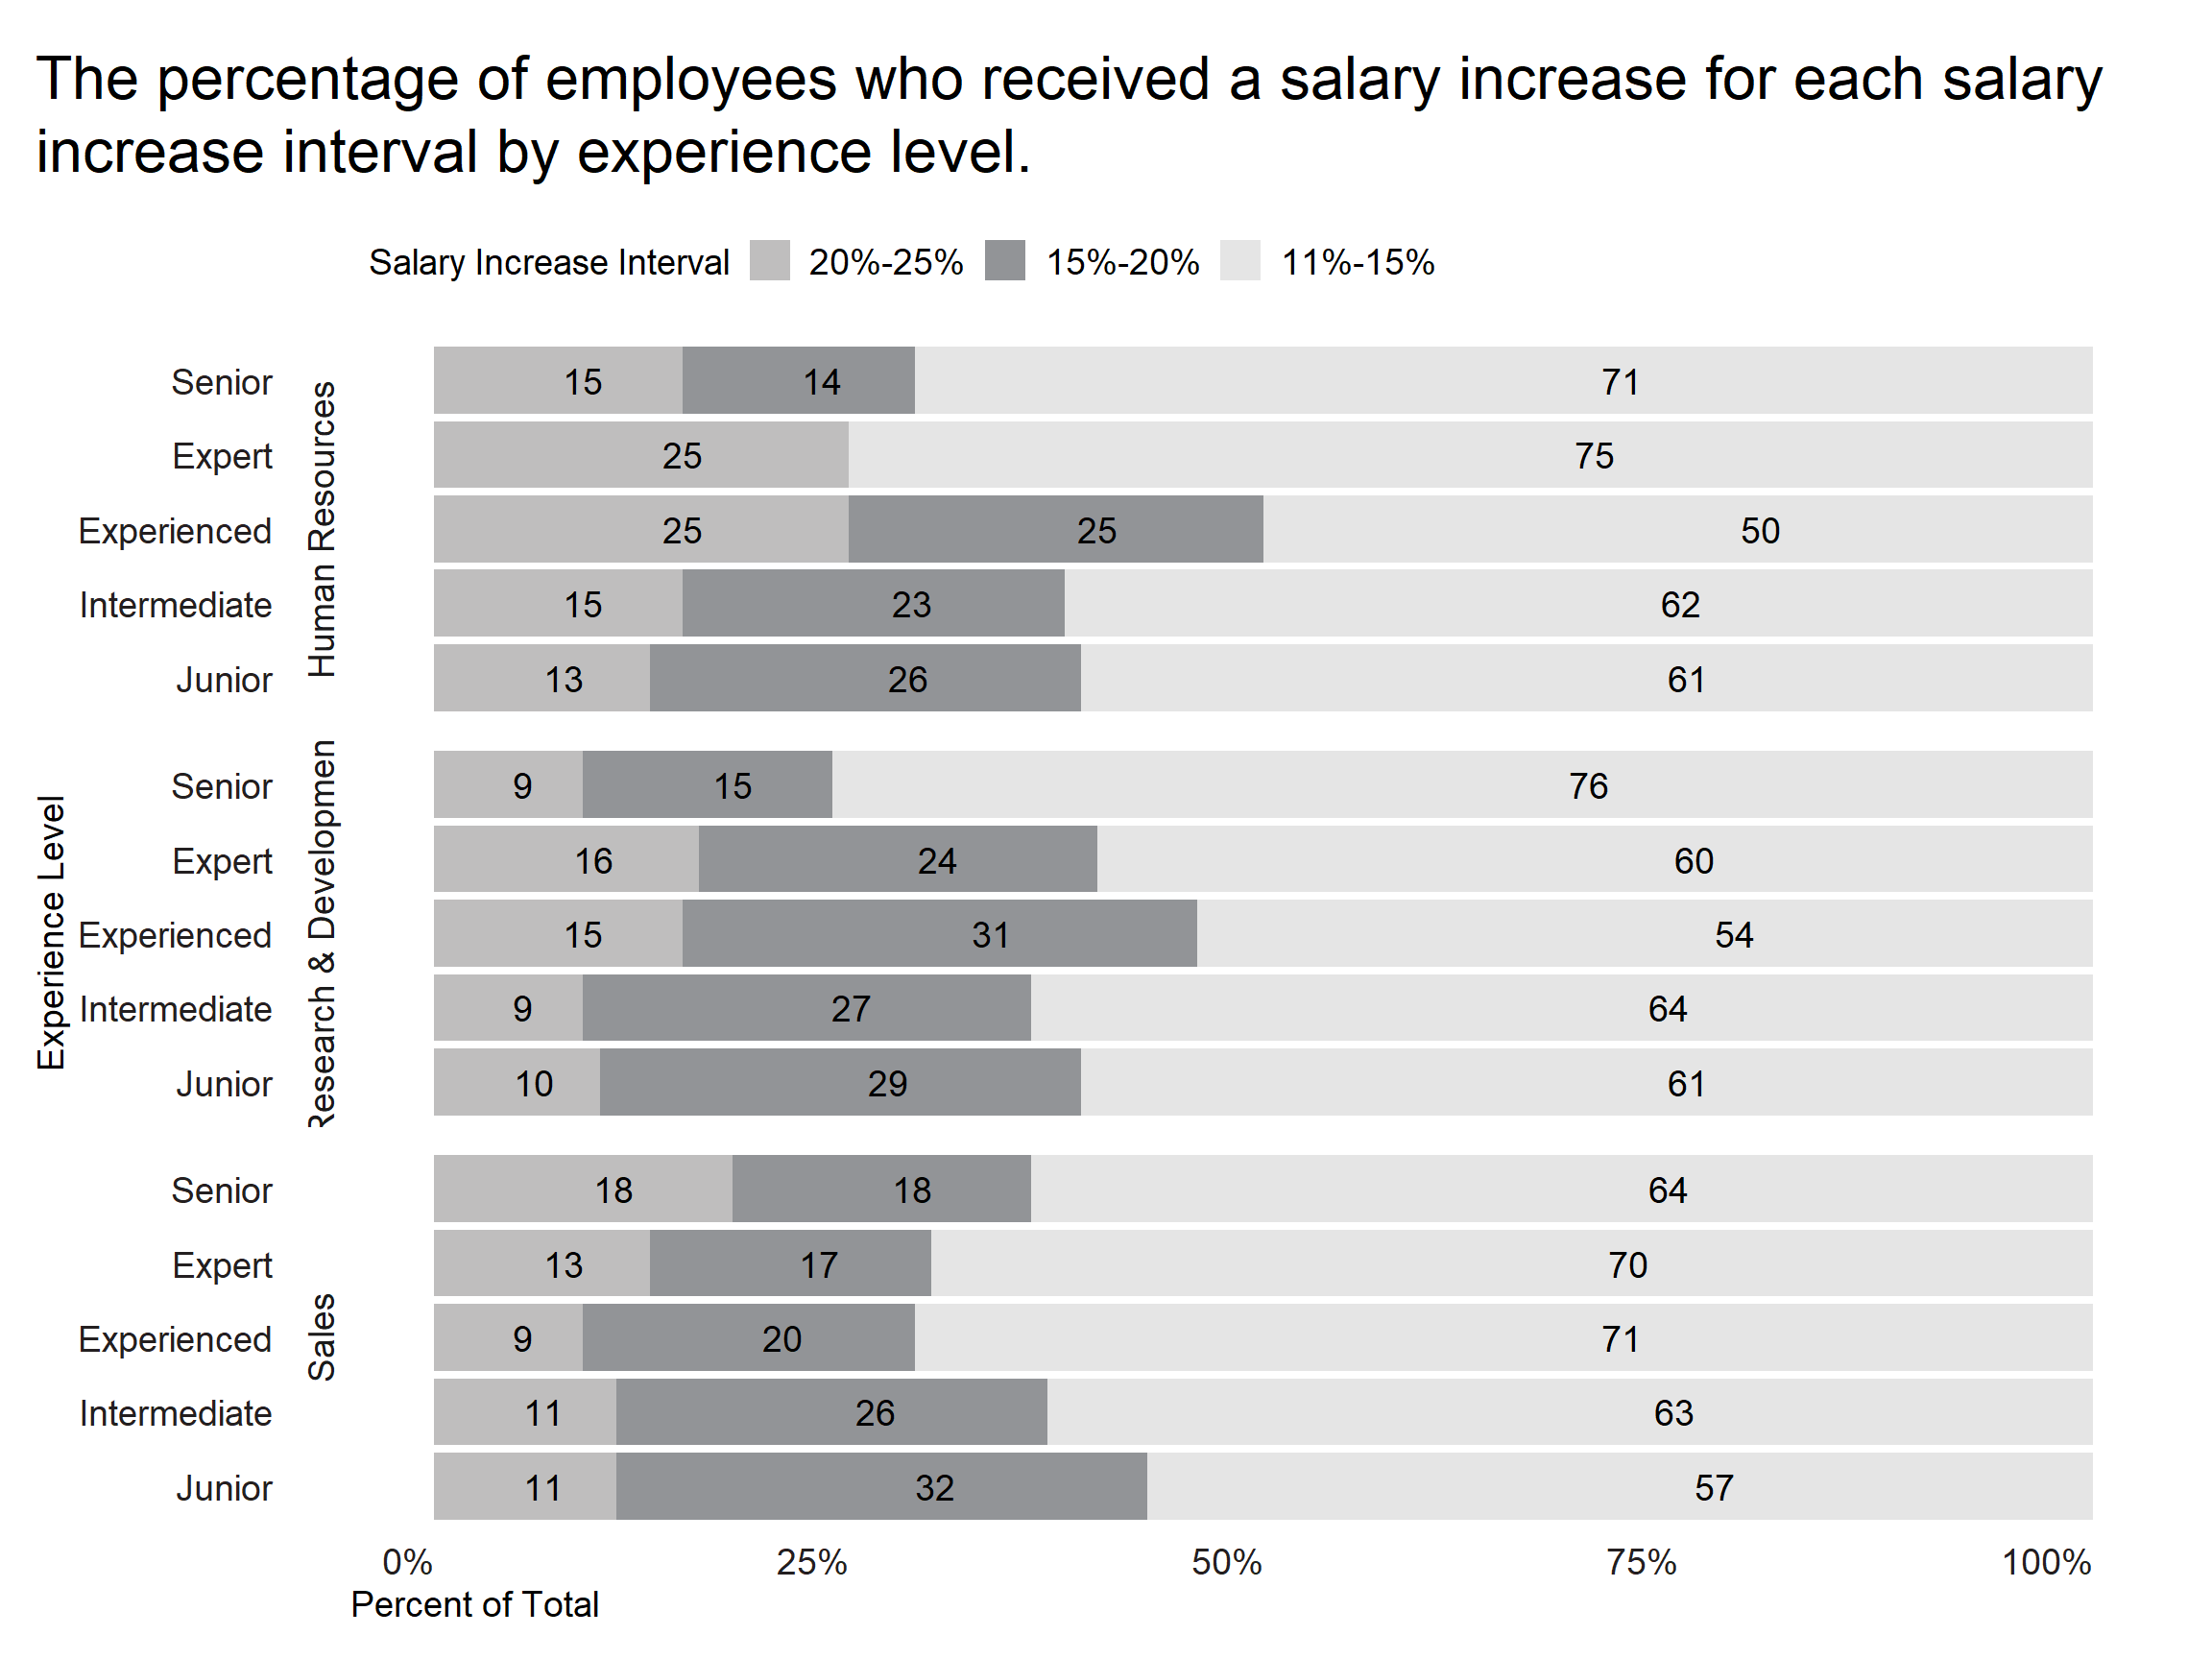 The percentage of employees who received a salary increase for each salary
increase interval by experience level.
Salary Increase Interval 20%-25% 15%-20% 11%-15%
Experience Level
Human Resources
Senior 15 14 71
Expert 25 75
Experienced 25 25 50
Intermediate 15 23 62
Junior 13 26 61
Research & Developmen
Senior 9 15 76
Expert 16 24 60
Experienced 15 31 54
Intermediate 9 27 64
Junior 10 29 61
Sales
Senior 18 18 64
Expert 13 17 70
Experienced 9 20 71
Intermediate 11 26 63
Junior 11 32 57
0% 25% 50% 75% 100%
Percent of Total